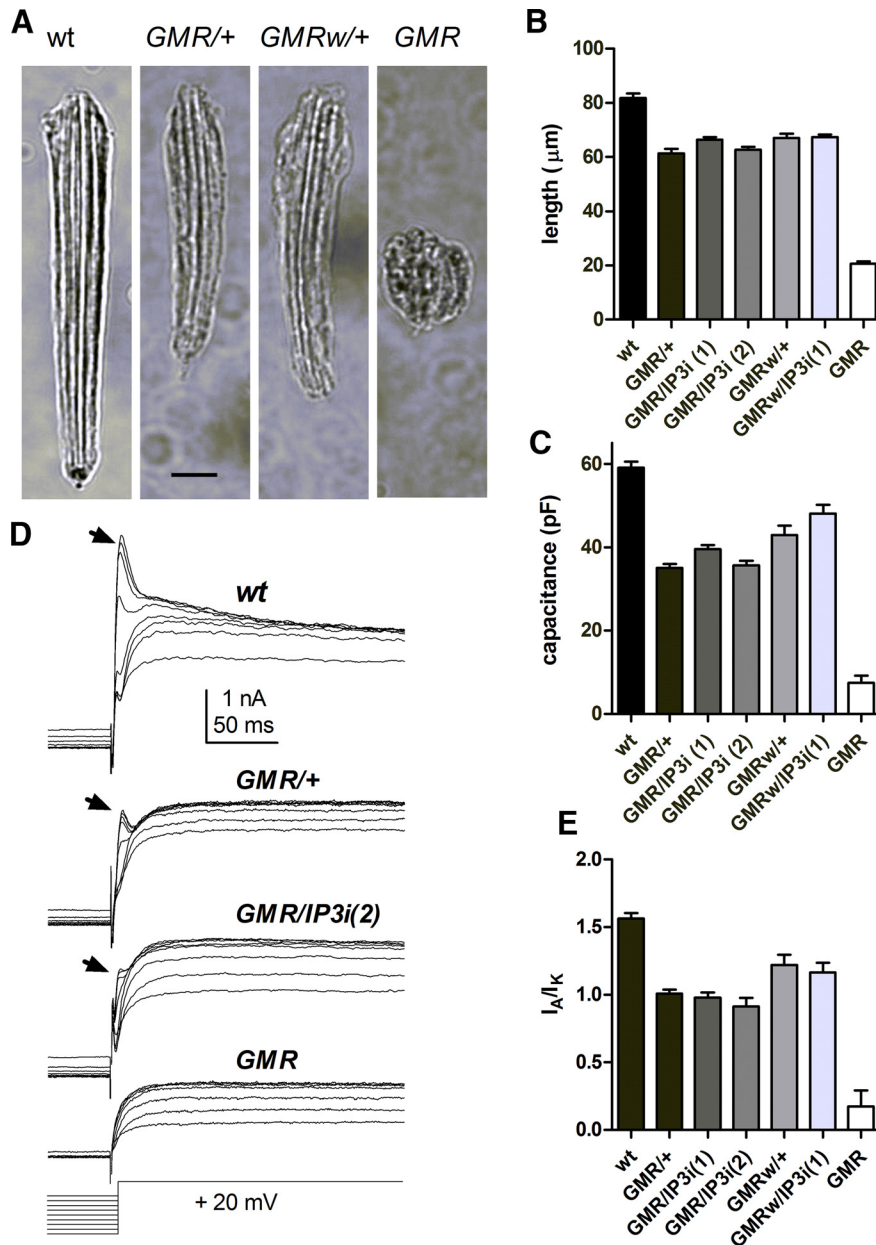 A
wt
GMR/+
GMRw/+
GMR
B
length ( μm)
100
80
60
40
20
0
wt
GMR/+
GMR/IP3i (1)
GMR/IP3i (2)
GMRw/+
GMRw/IP3i(1)
GMR
C
capacitance (pF)
60
40
20
0
wt
GMR/+
GMR/IP3i (1)
GMR/IP3i (2)
GMRw/+
GMRw/IP3i(1)
GMR
D
wt
1 nA
50 ms
GMR/+
GMR/IP3i(2)
GMR
+ 20 mV
E
IA/IK
2.0
1.5
1.0
0.5
0.0
wt
GMR/+
GMR/IP3i(1)
GMR/IP3i(2)
GMRw/+
GMRw/IP3i(1)
GMR